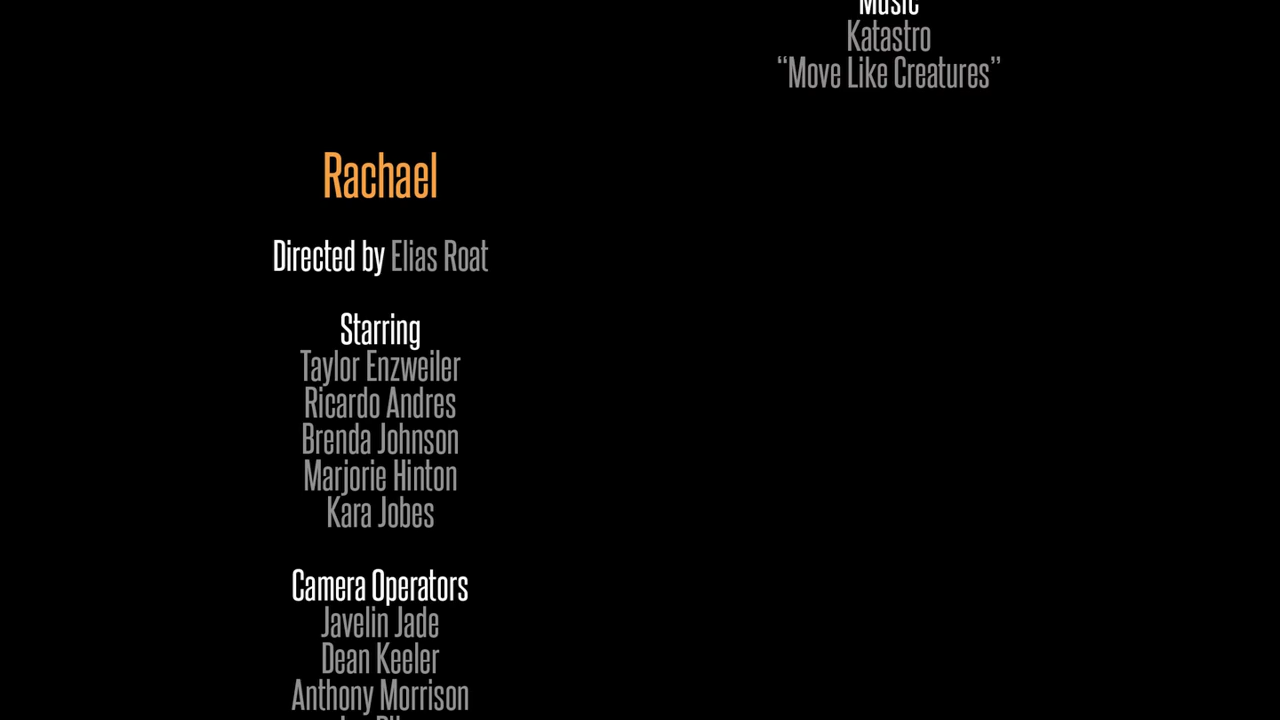 Music
Katastro
“Move Like Creatures”
Rachael
Directed by Elias Roat
Starring
Taylor Enzweiler
Ricardo Andres
Brenda Johnson
Marjorie Hinton
Kara Jobes
Camera Operators
Javelin Jade
Dean Keeler
Anthony Morrison